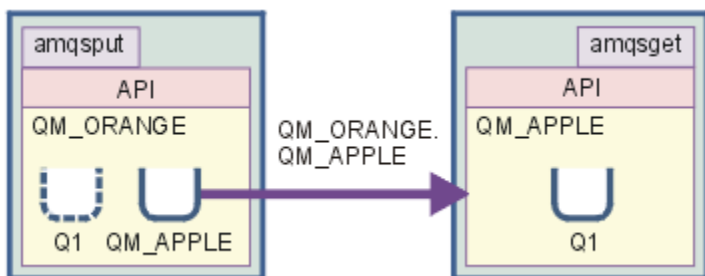 amqsput
API
QM_ORANGE
Q1
QM_APPLE
QM_ORANGE.
QM_APPLE
amqsget
API
QM_APPLE
Q1